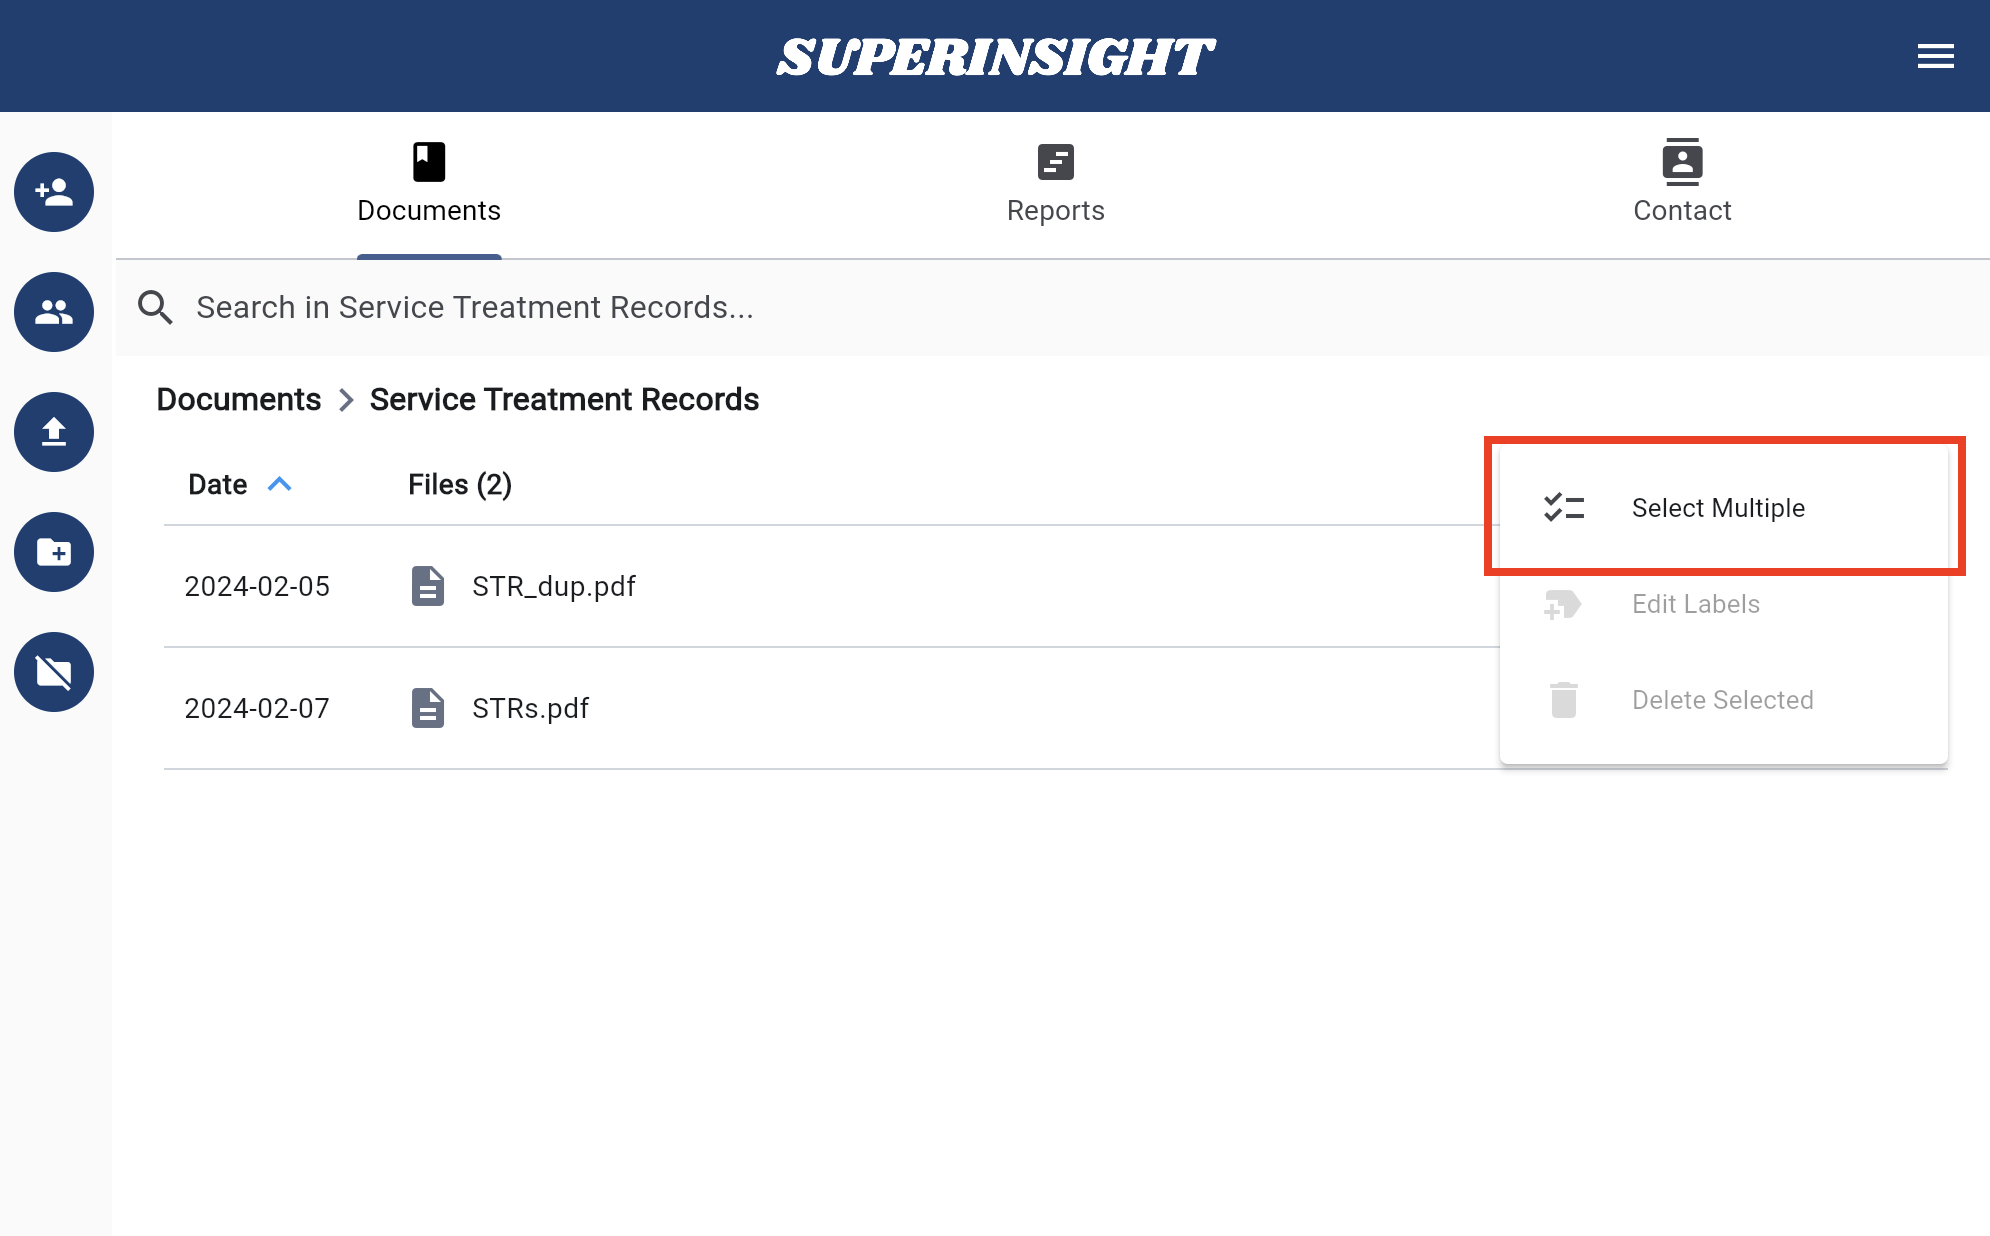 SUPERINSIGHT
Documents
Reports
Contact
Search in Service Treatment Records...
Documents > Service Treatment Records
Date
Files (2)
Select Multiple
2024-02-05
STR_dup.pdf
Edit Labels
2024-02-07
STRs.pdf
Delete Selected